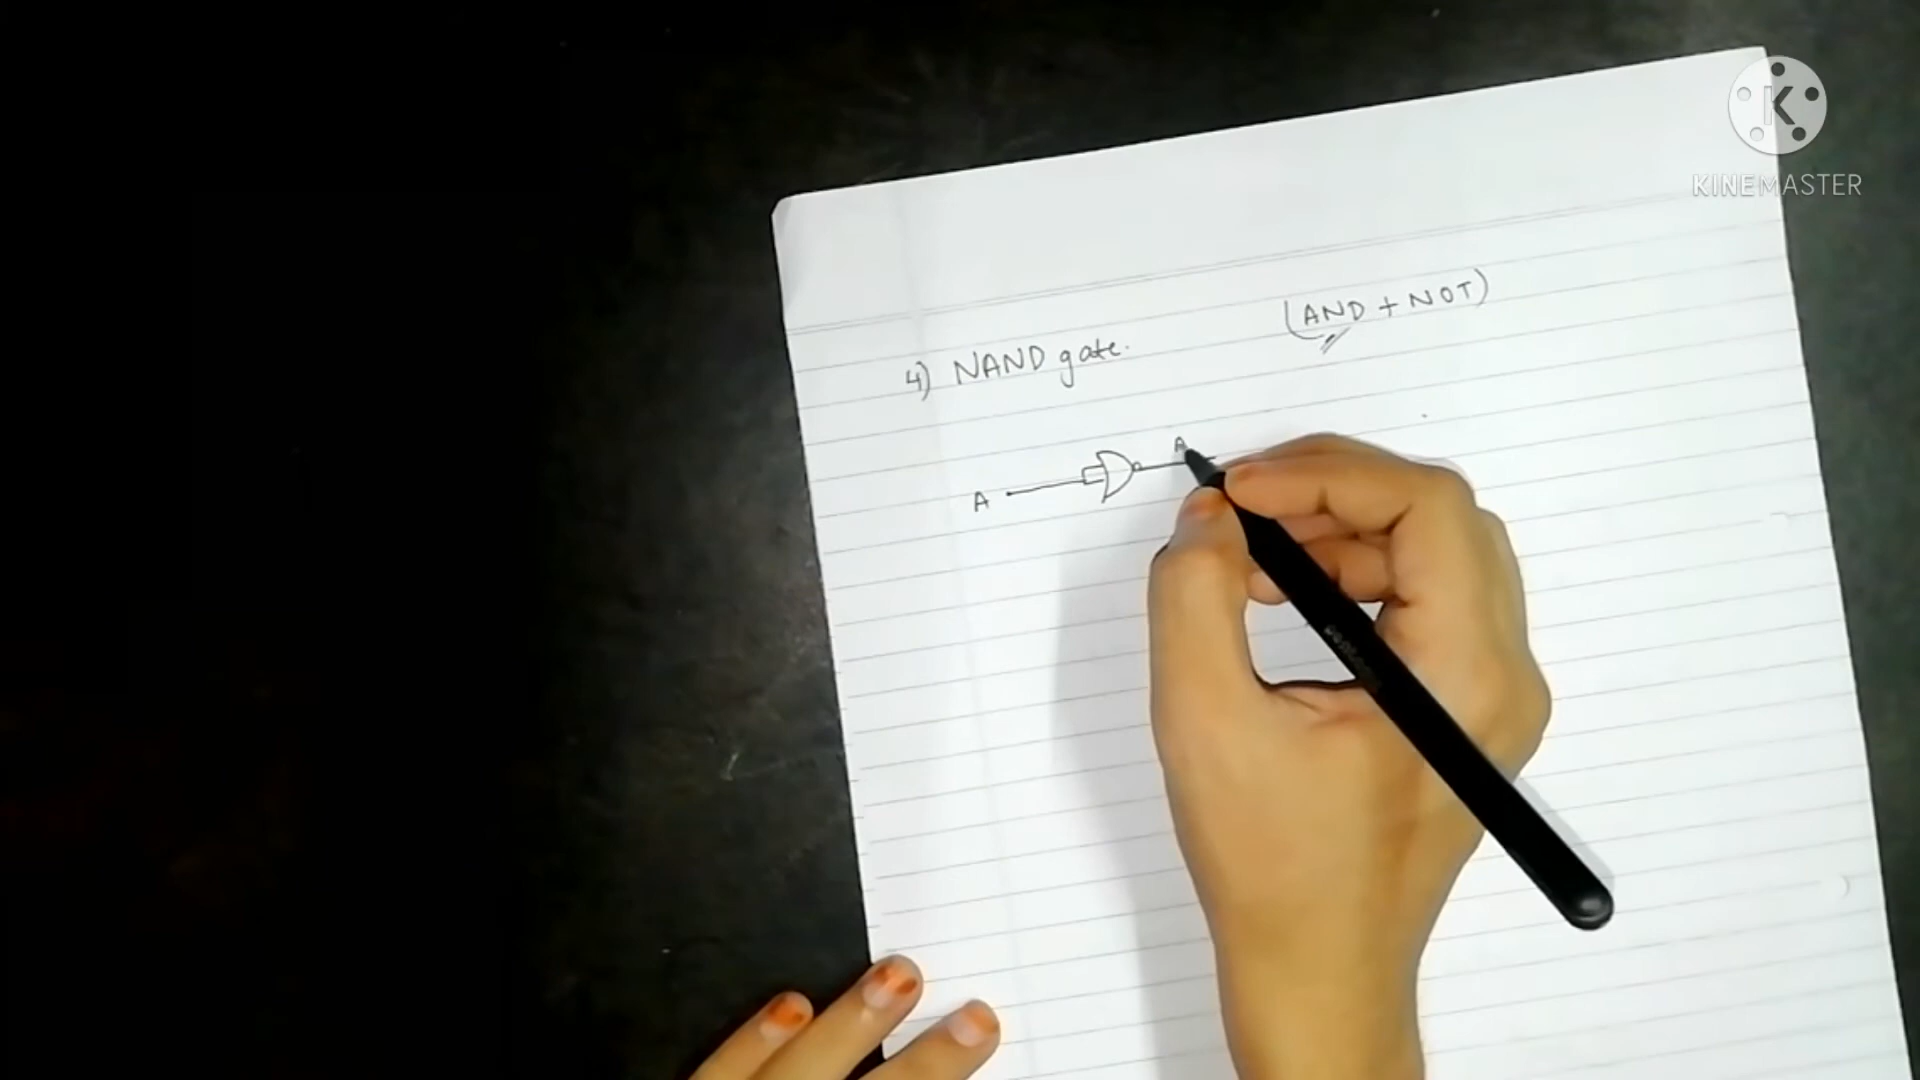 (AND + NOT)
4) NAND gate.
A
A
KINEMASTER